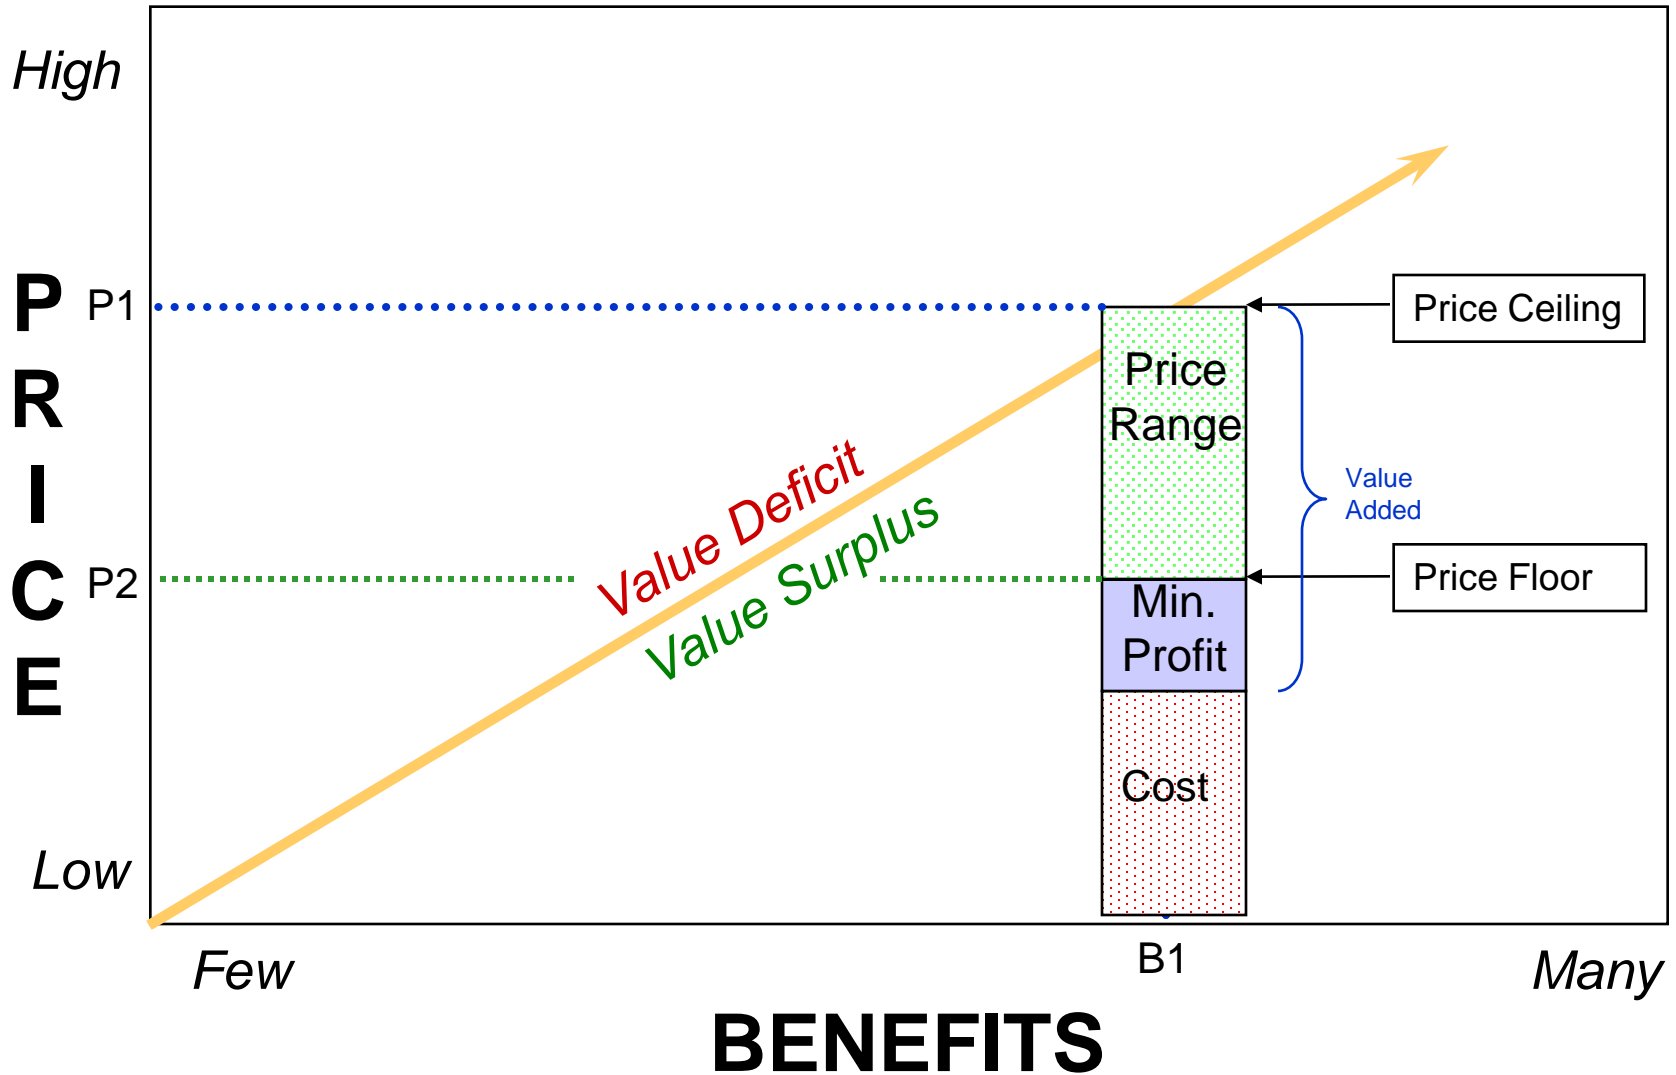 High
PRICE
P1
Price Ceiling
Price
Range
Value Deficit
Value Surplus
Value
Added
P2
Price Floor
Min.
Profit
Cost
Low
Few
B1
Many
BENEFITS